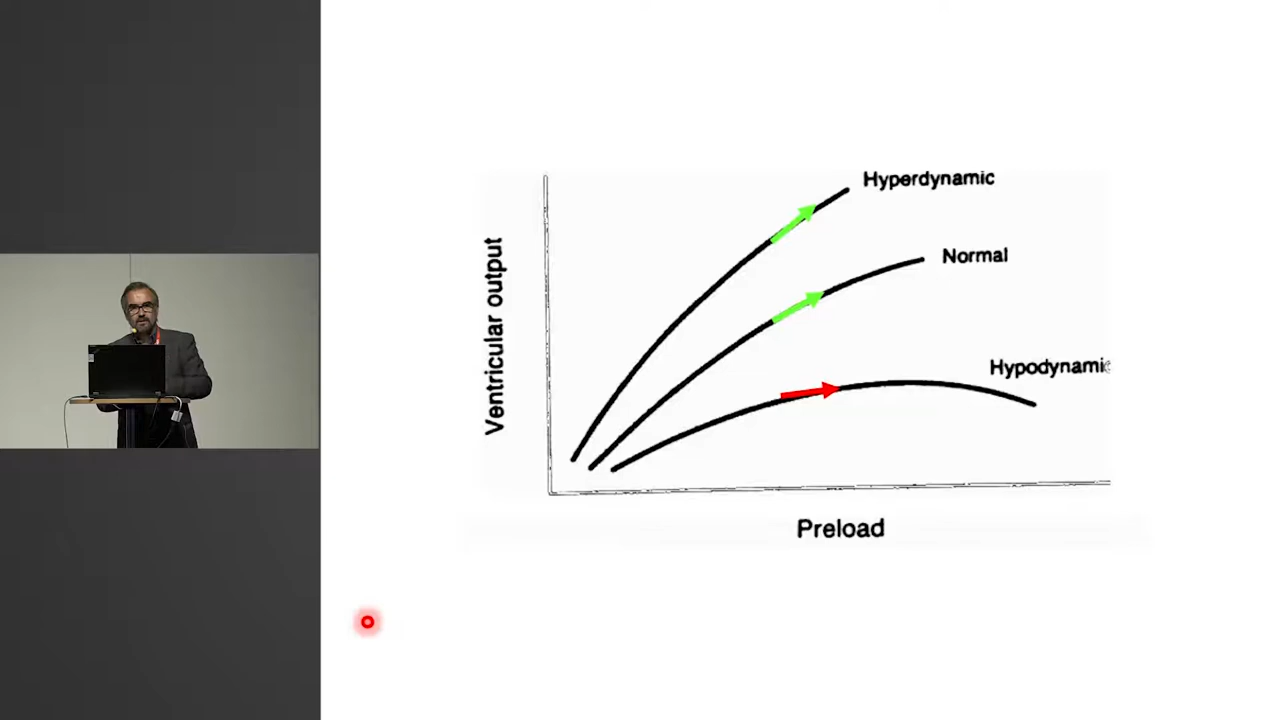 Hyperdynamic
Normal
Hypodynamic
Ventricular output
Preload